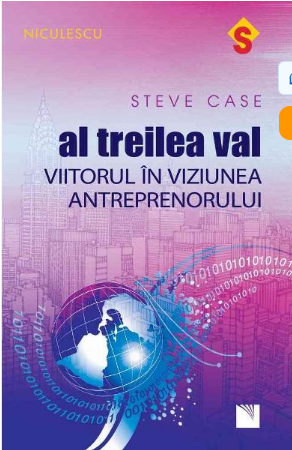 NICULESCU
S
STEVE CASE
al treilea val
VIITORUL ÎN VIZIUNEA
ANTREPRENORULUI